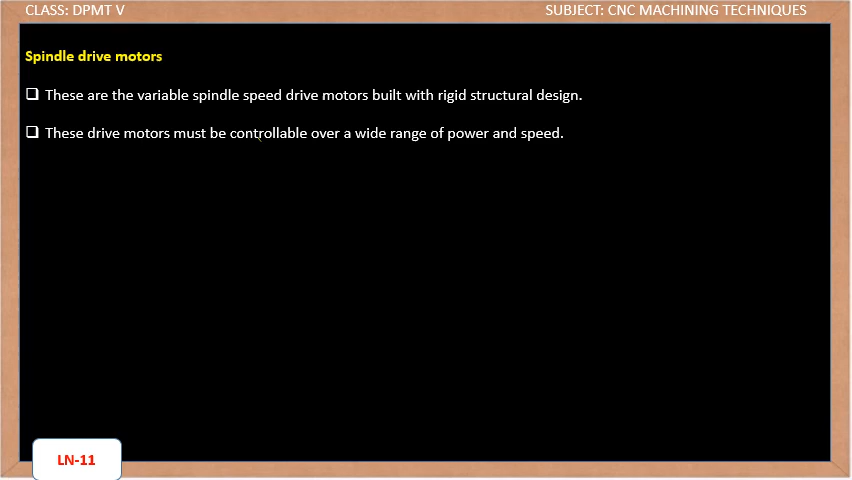 CLASS: DPMT V
SUBJECT: CNC MACHINING TECHNIQUES
Spindle drive motors
❑ These are the variable spindle speed drive motors built with rigid structural design.
❑ These drive motors must be controllable over a wide range of power and speed.
LN-11